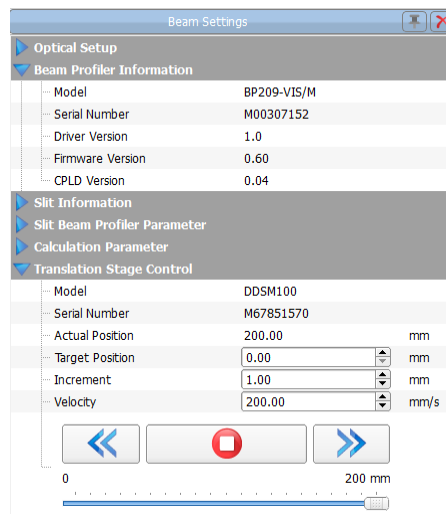 Beam Settings
Optical Setup
Beam Profiler Information
Model BP209-VIS/M
Serial Number M00307152
Driver Version 1.0
Firmware Version 0.60
CPLD Version 0.04
Slit Information
Slit Beam Profiler Parameter
Calculation Parameter
Translation Stage Control
Model DDSM100
Serial Number M67851570
Actual Position 200.00 mm
Target Position 0.00 mm
Increment 1.00 mm
Velocity 200.00 mm/s
0 200 mm